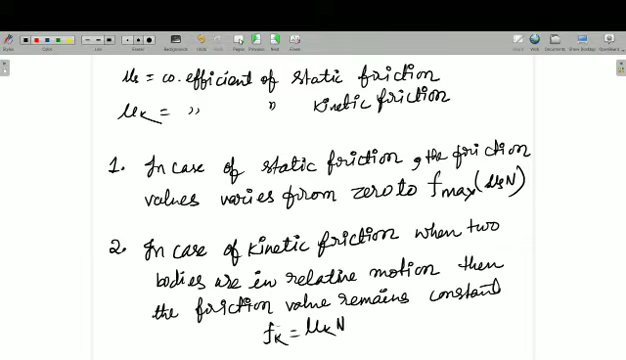 μs = co.efficient of static friction
μK = ,, ,, kinetic friction
1. In case of static friction, the friction
values varies from zero to fmax(μsN)
2. In case of kinetic friction when two
bodies are in relative motion then
the friction value remains constant
fK = μKN